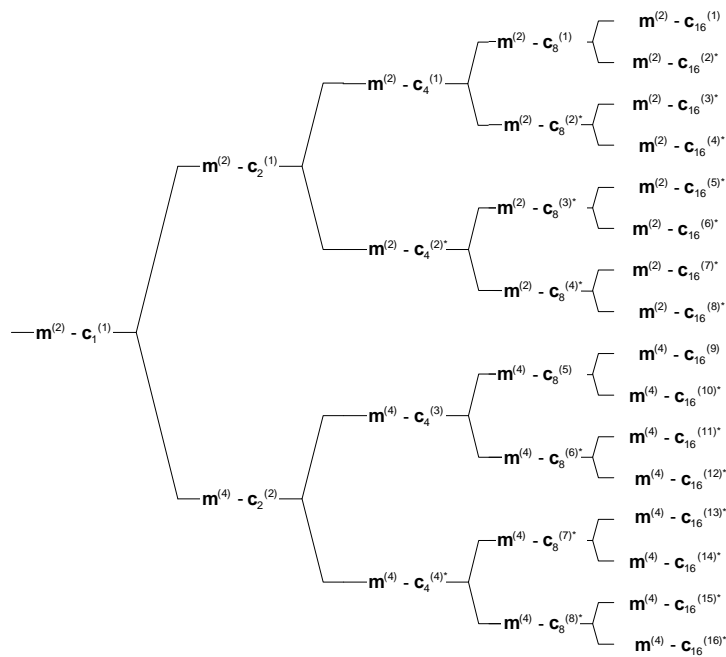 m(2) - c16(1)
m(2) - c8(1)
m(2) - c16(2)*
m(2) - c4(1)
m(2) - c16(3)*
m(2) - c8(2)*
m(2) - c16(4)*
m(2) - c2(1)
m(2) - c16(5)*
m(2) - c8(3)*
m(2) - c16(6)*
m(2) - c4(2)*
m(2) - c16(7)*
m(2) - c8(4)*
m(2) - c16(8)*
m(2) - c1(1)
m(4) - c16(9)
m(4) - c8(5)
m(4) - c16(10)*
m(4) - c4(3)
m(4) - c16(11)*
m(4) - c8(6)*
m(4) - c16(12)*
m(4) - c2(2)
m(4) - c16(13)*
m(4) - c8(7)*
m(4) - c16(14)*
m(4) - c4(4)*
m(4) - c16(15)*
m(4) - c8(8)*
m(4) - c16(16)*